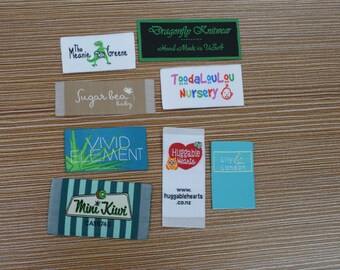 The
Meanie
Greene
Dragonfly Knitwear
Hand Made in
Sugar bea
baby
ToodaLouLou
NURSERY
VIVID
ELEMENT
Huggable
Hearts
www.
huggablehearts
.co.nz
Mini Kiwi